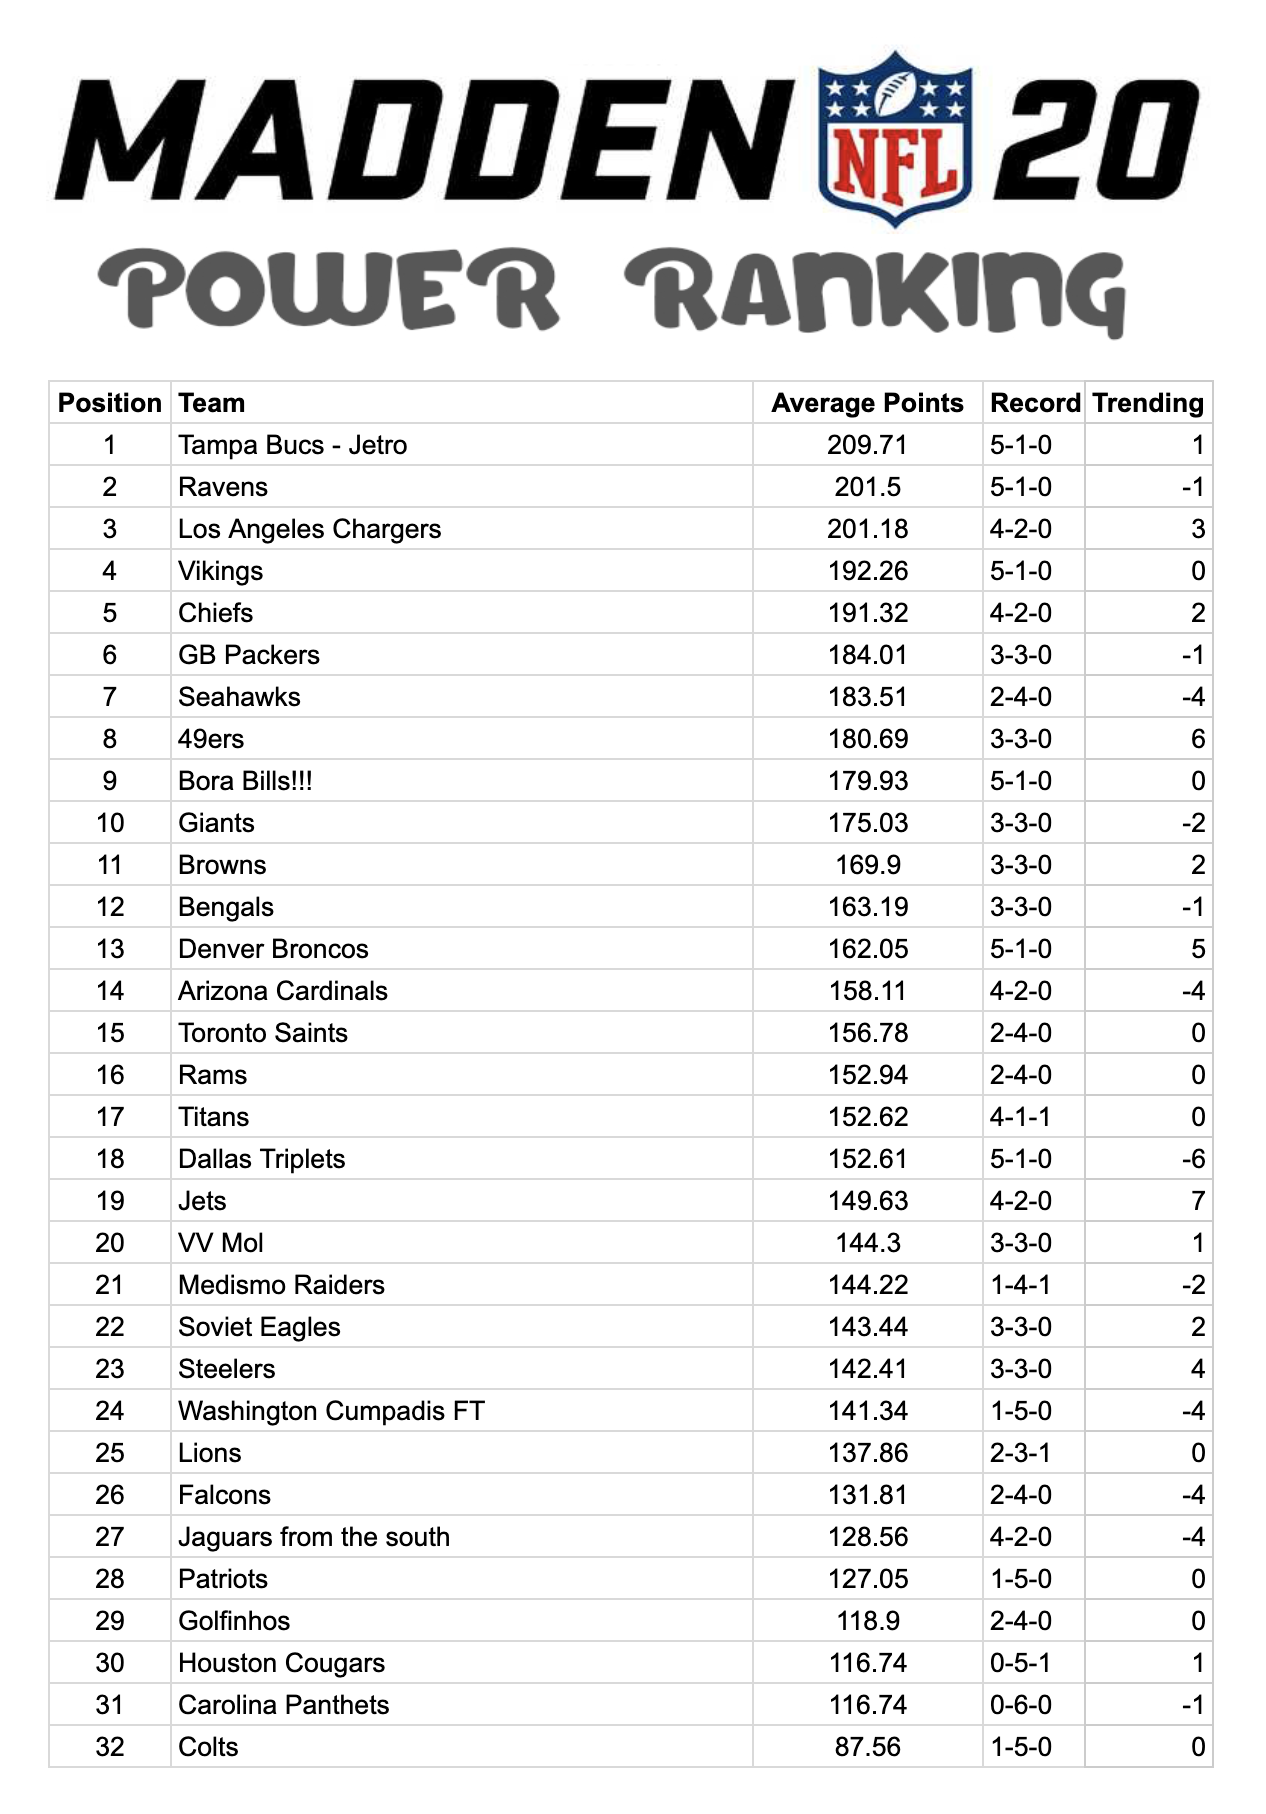 MADDEN NFL 20
POWER RANKING
Position Team Average Points Record Trending
1 Tampa Bucs - Jetro 209.71 5-1-0 1
2 Ravens 201.5 5-1-0 -1
3 Los Angeles Chargers 201.18 4-2-0 3
4 Vikings 192.26 5-1-0 0
5 Chiefs 191.32 4-2-0 2
6 GB Packers 184.01 3-3-0 -1
7 Seahawks 183.51 2-4-0 -4
8 49ers 180.69 3-3-0 6
9 Bora Bills!!! 179.93 5-1-0 0
10 Giants 175.03 3-3-0 -2
11 Browns 169.9 3-3-0 2
12 Bengals 163.19 3-3-0 -1
13 Denver Broncos 162.05 5-1-0 5
14 Arizona Cardinals 158.11 4-2-0 -4
15 Toronto Saints 156.78 2-4-0 0
16 Rams 152.94 2-4-0 0
17 Titans 152.62 4-1-1 0
18 Dallas Triplets 152.61 5-1-0 -6
19 Jets 149.63 4-2-0 7
20 VV Mol 144.3 3-3-0 1
21 Medismo Raiders 144.22 1-4-1 -2
22 Soviet Eagles 143.44 3-3-0 2
23 Steelers 142.41 3-3-0 4
24 Washington Cumpadis FT 141.34 1-5-0 -4
25 Lions 137.86 2-3-1 0
26 Falcons 131.81 2-4-0 -4
27 Jaguars from the south 128.56 4-2-0 -4
28 Patriots 127.05 1-5-0 0
29 Golfinhos 118.9 2-4-0 0
30 Houston Cougars 116.74 0-5-1 1
31 Carolina Panthets 116.74 0-6-0 -1
32 Colts 87.56 1-5-0 0